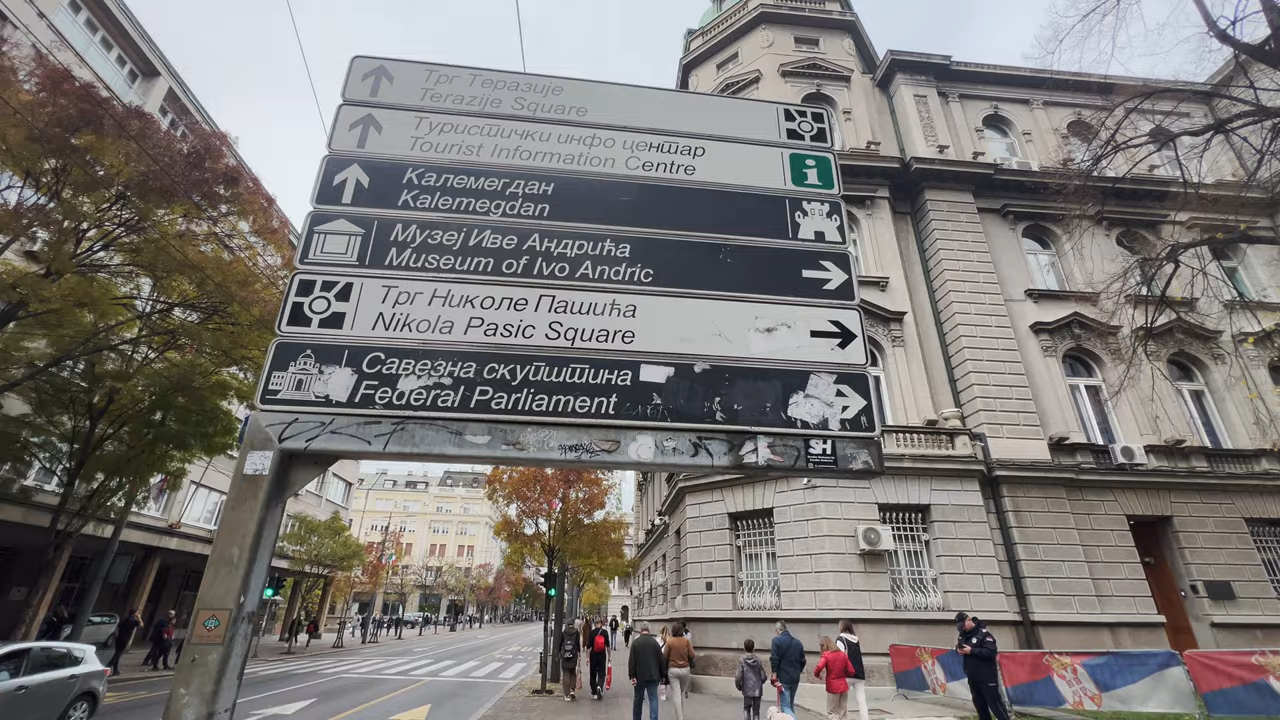 Трг Теразије
Terazije Square
Туристички инфо центар
Tourist Information Centre
i
Калемегдан
Kalemegdan
Музеј Иве Андрића
Museum of Ivo Andric
Трг Николе Пашића
Nikola Pasic Square
Савезна скупштина
Federal Parliament
SH